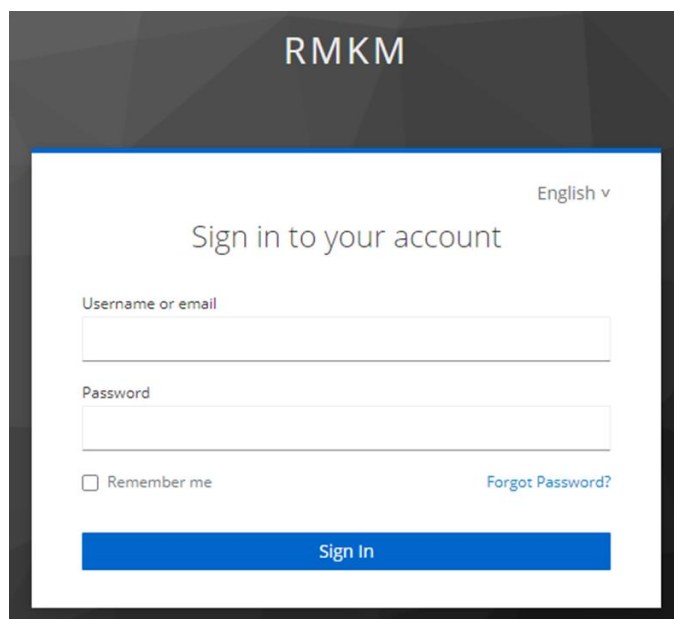 RMKM
English v
Sign in to your account
Username or email
Password
Remember me Forgot Password?
Sign In